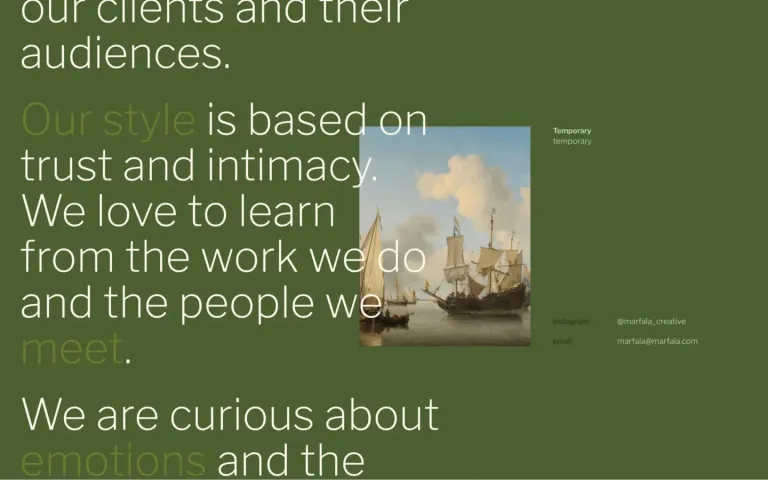 our clients and their
audiences.
Our style is based on
trust and intimacy.
We love to learn
from the work we do
and the people we
meet.
We are curious about
emotions and the
Temporary
temporary
instagram @marfala_creative
email marfala@marfala.com